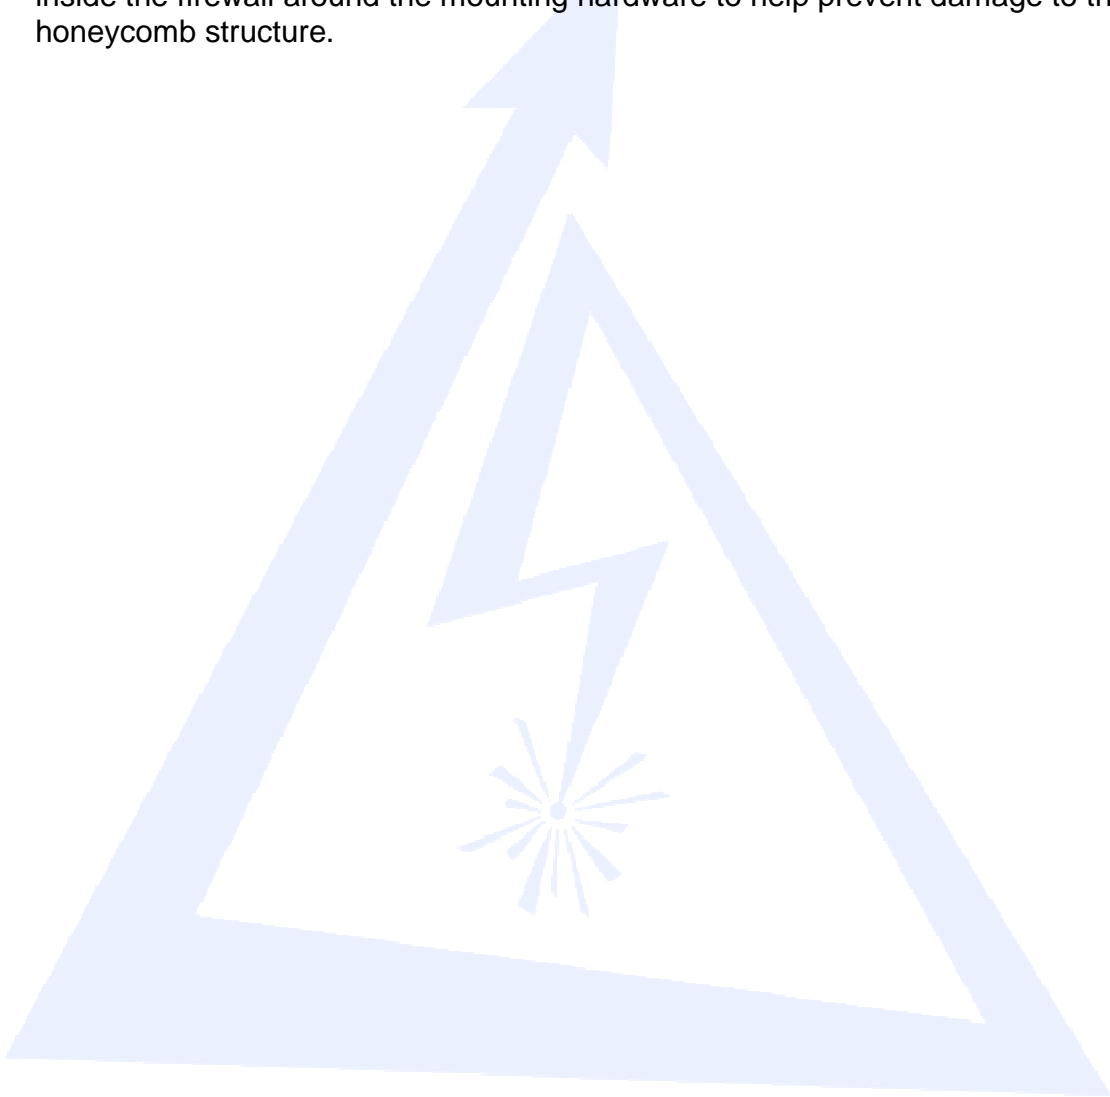 inside the firewall around the mounting hardware to help prevent damage to
honeycomb structure.